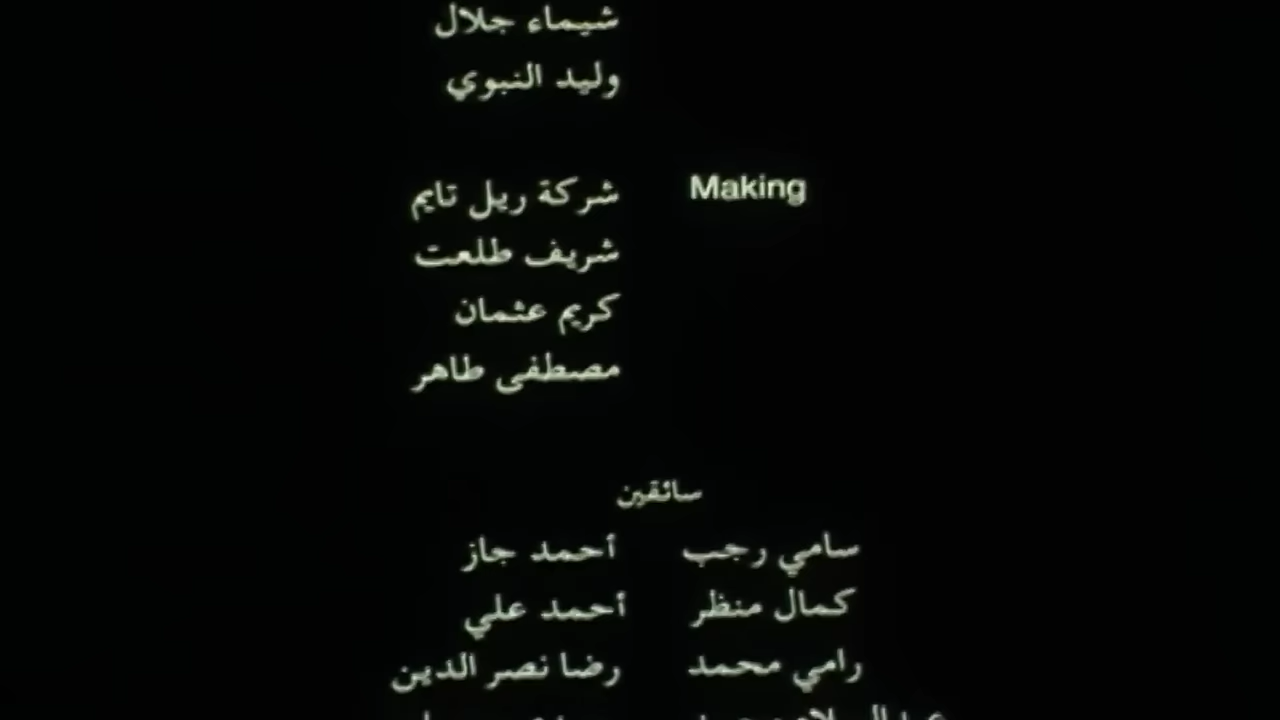 شيماء جلال
وليد النبوي
Making شركة ريل تايم
شريف طلعت
كريم عثمان
مصطفى طاهر
سائقين
سامي رجب أحمد جاز
كمال منظر أحمد علي
رامي محمد رضا نصر الدين